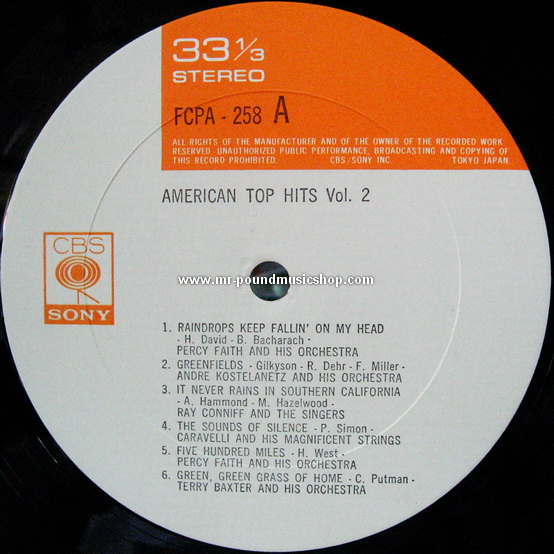 33 1/3
STEREO
FCPA - 258 A
ALL RIGHTS OF THE MANUFACTURER AND OF THE OWNER OF THE RECORDED WORK
RESERVED. UNAUTHORIZED PUBLIC PERFORMANCE, BROADCASTING AND COPYING OF
THIS RECORD PROHIBITED. CBS/SONY INC. TOKYO JAPAN.
AMERICAN TOP HITS Vol. 2
CBS
SONY
www.mr-poundmusicshop.com
1. RAINDROPS KEEP FALLIN' ON MY HEAD
- H. David - B. Bacharach -
PERCY FAITH AND HIS ORCHESTRA
2. GREENFIELDS - Gilkyson - R. Dehr - F. Miller -
ANDRE KOSTELANETZ AND HIS ORCHESTRA
3. IT NEVER RAINS IN SOUTHERN CALIFORNIA
- A. Hammond - M. Hazelwood -
RAY CONNIFF AND THE SINGERS
4. THE SOUNDS OF SILENCE - P. Simon -
CARAVELLI AND HIS MAGNIFICENT STRINGS
5. FIVE HUNDRED MILES - H. West -
PERCY FAITH AND HIS ORCHESTRA
6. GREEN, GREEN GRASS OF HOME - C. Putman -
TERRY BAXTER AND HIS ORCHESTRA